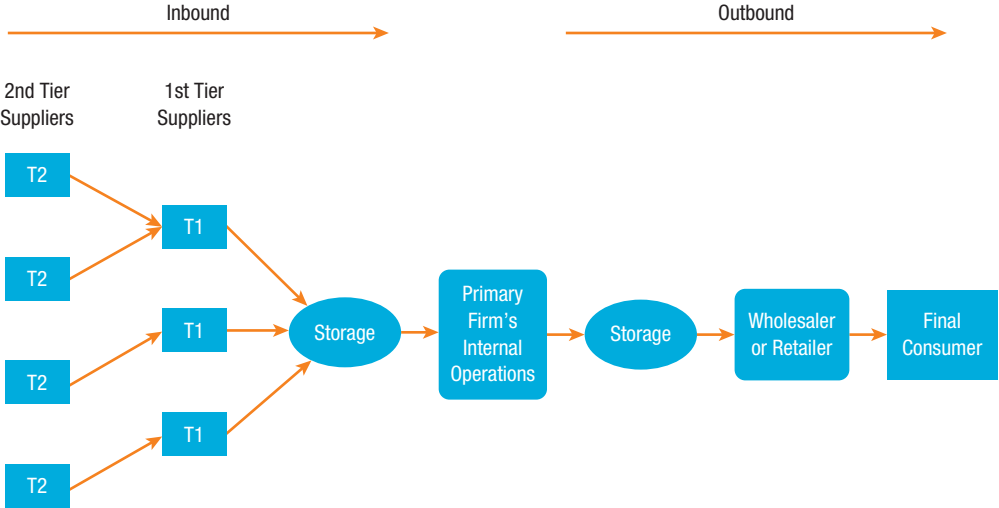 Inbound
Outbound
2nd Tier
Suppliers
1st Tier
Suppliers
T2
T2
T2
T2
T1
T1
T1
Storage
Primary
Firm's
Internal
Operations
Storage
Wholesaler
or Retailer
Final
Consumer